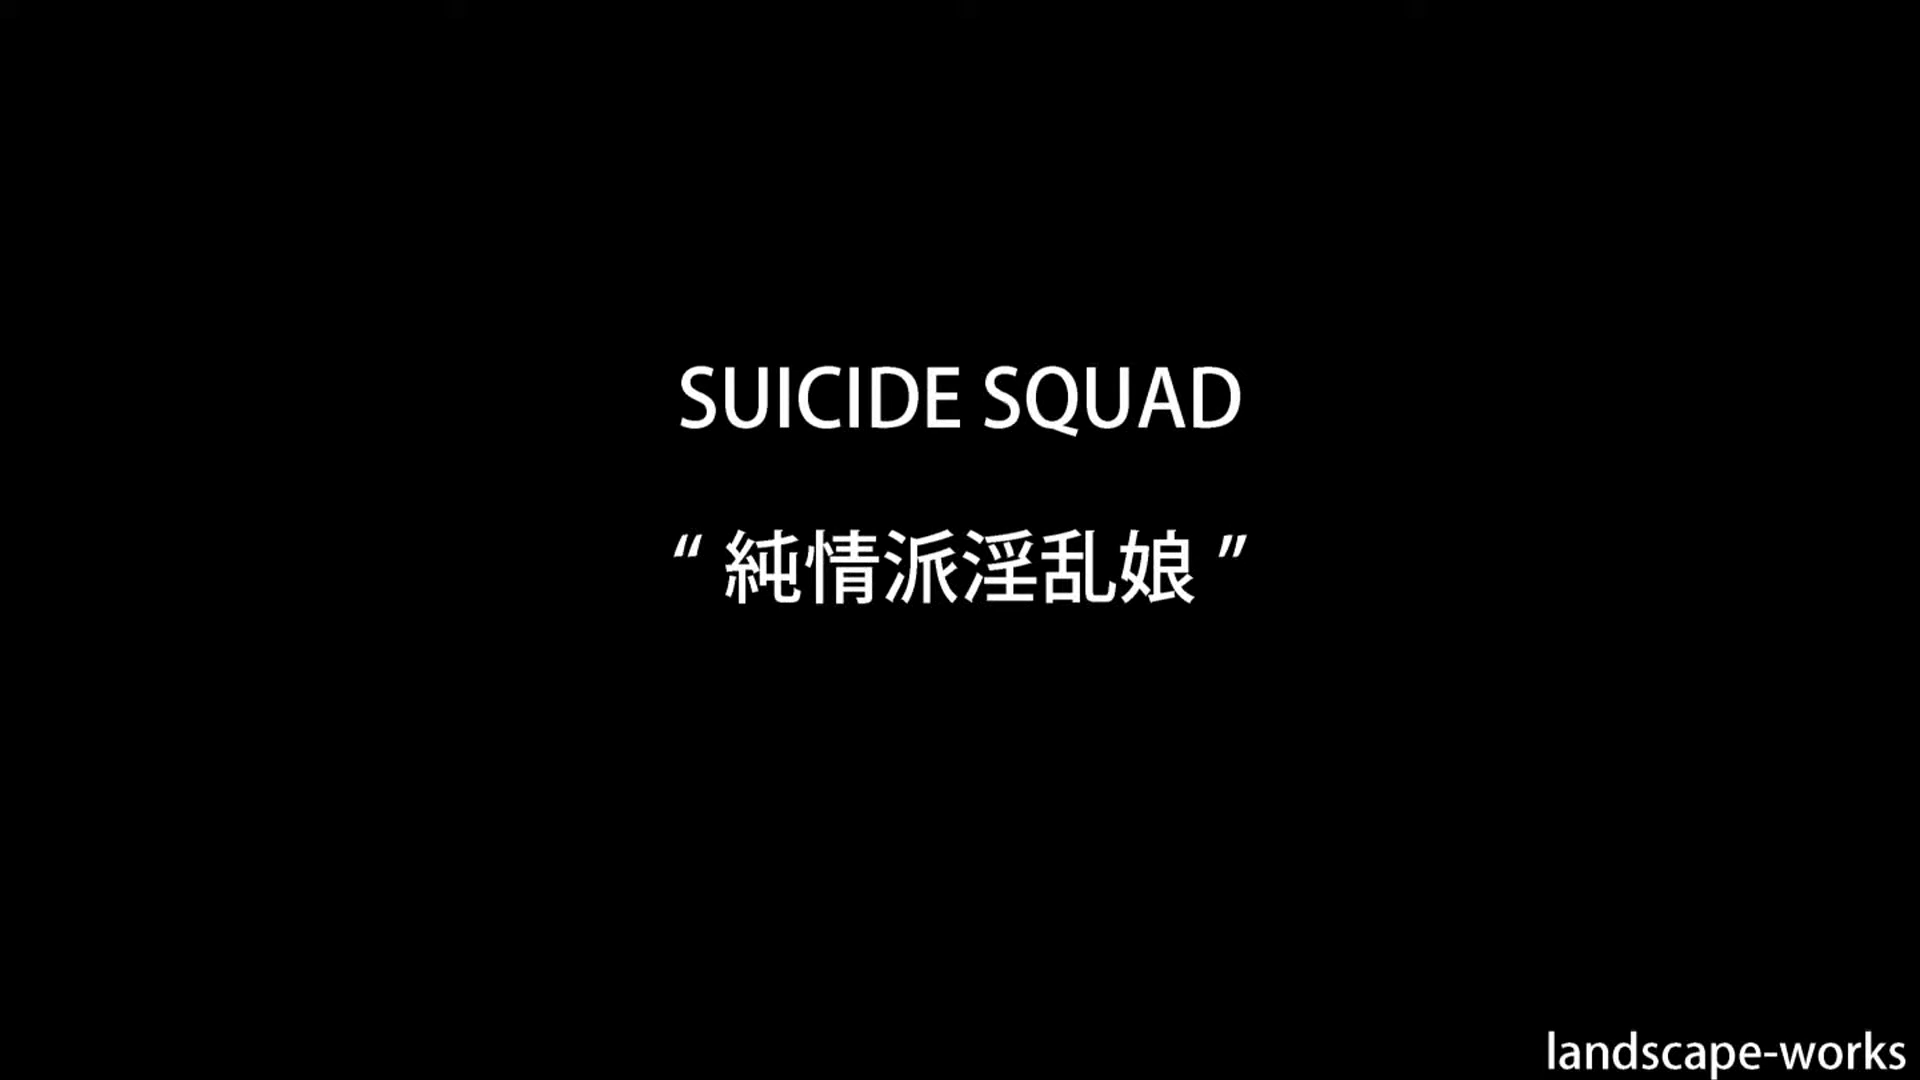 SUICIDE SQUAD
“ 純情派淫乱娘 ”
landscape-works